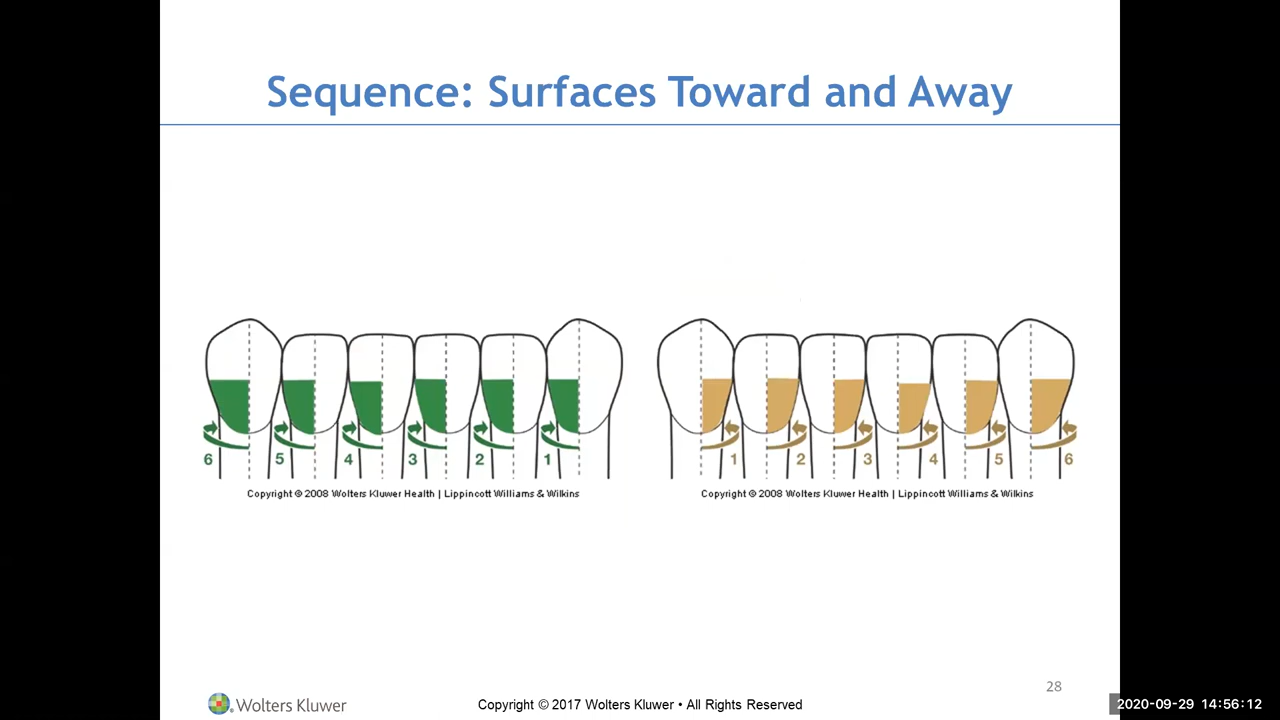 Sequence: Surfaces Toward and Away
6 5 4 3 2 1
1 2 3 4 5 6
Copyright © 2008 Wolters Kluwer Health | Lippincott Williams & Wilkins
Copyright © 2008 Wolters Kluwer Health | Lippincott Williams & Wilkins
28
Wolters Kluwer
Copyright © 2017 Wolters Kluwer • All Rights Reserved
2020-09-29 14:56:12